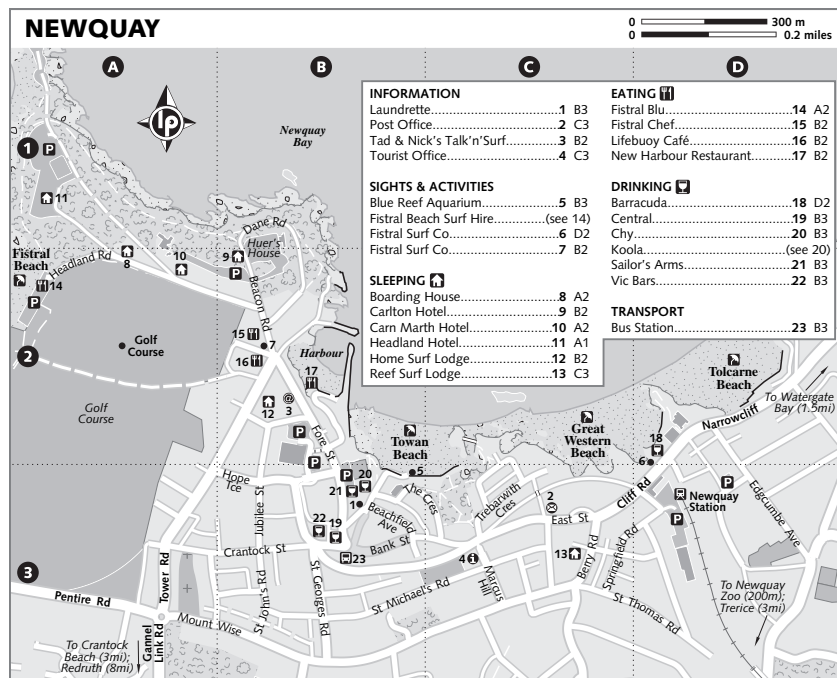 NEWQUAY
0 300 m
0 0.2 miles
A B C D
1
2
3
lp
Newquay
Bay
INFORMATION
Laundrette 1 B3
Post Office 2 C3
Tad & Nick's Talk'n'Surf 3 B2
Tourist Office 4 C3
SIGHTS & ACTIVITIES
Blue Reef Aquarium 5 B3
Fistral Beach Surf Hire (see 14)
Fistral Surf Co 6 D2
Fistral Surf Co 7 B2
SLEEPING
Boarding House 8 A2
Carlton Hotel 9 B2
Carn Marth Hotel 10 A2
Headland Hotel 11 A1
Home Surf Lodge 12 B2
Reef Surf Lodge 13 C3
EATING
Fistral Blu 14 A2
Fistral Chef 15 B2
Lifebuoy Café 16 B2
New Harbour Restaurant 17 B2
DRINKING
Barracuda 18 D2
Central 19 B3
Chy 20 B3
Koola (see 20)
Sailor's Arms 21 B3
Vic Bars 22 B3
TRANSPORT
Bus Station 23 B3
P
11
Dane Rd
Huer's
House
Fistral
Beach
Headland Rd
8
10
9
P
14
P
Beacon Rd
15
7
16
Golf
Course
Golf
Course
Harbour
17
12
@
3
P
P
Fore St
Towan
Beach
Great
Western
Beach
Tolcarne
Beach
To Watergate
Bay (1.5mi)
Narrowcliff
18
6
5
P
20
21
1
22
19
23
Hope
Tce
Jubilee St
The Cres
Beachfield
Ave
Bank St
Trebarwith
Cres
2
East St
Cliff Rd
P
Newquay
Station
P
Edgcumbe Ave
Crantock St
4
i
13
Berry Rd
Springfield Rd
Marcus
Hill
St Michael's Rd
St Georges Rd
St John's Rd
St Thomas Rd
Tower Rd
Pentire Rd
Mount Wise
Gannel
Link Rd
To Crantock
Beach (3mi);
Redruth (8mi)
To Newquay
Zoo (200m);
Trerice (3mi)